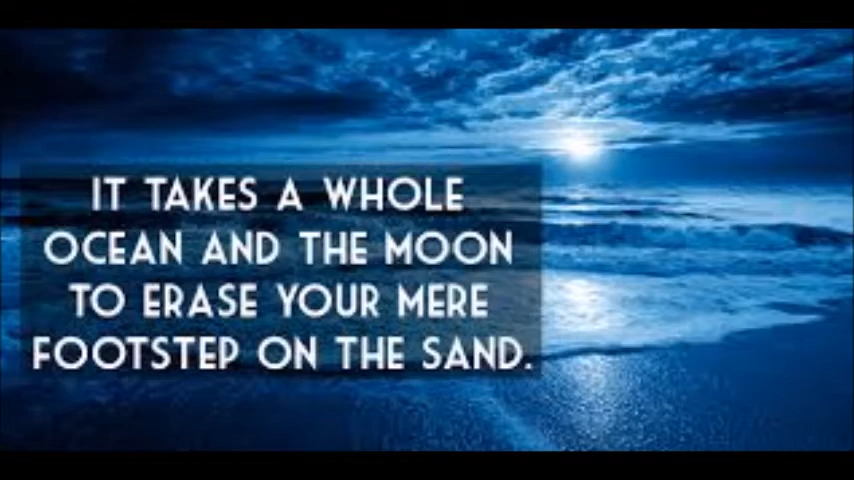 IT TAKES A WHOLE
OCEAN AND THE MOON
TO ERASE YOUR MERE
FOOTSTEP ON THE SAND.